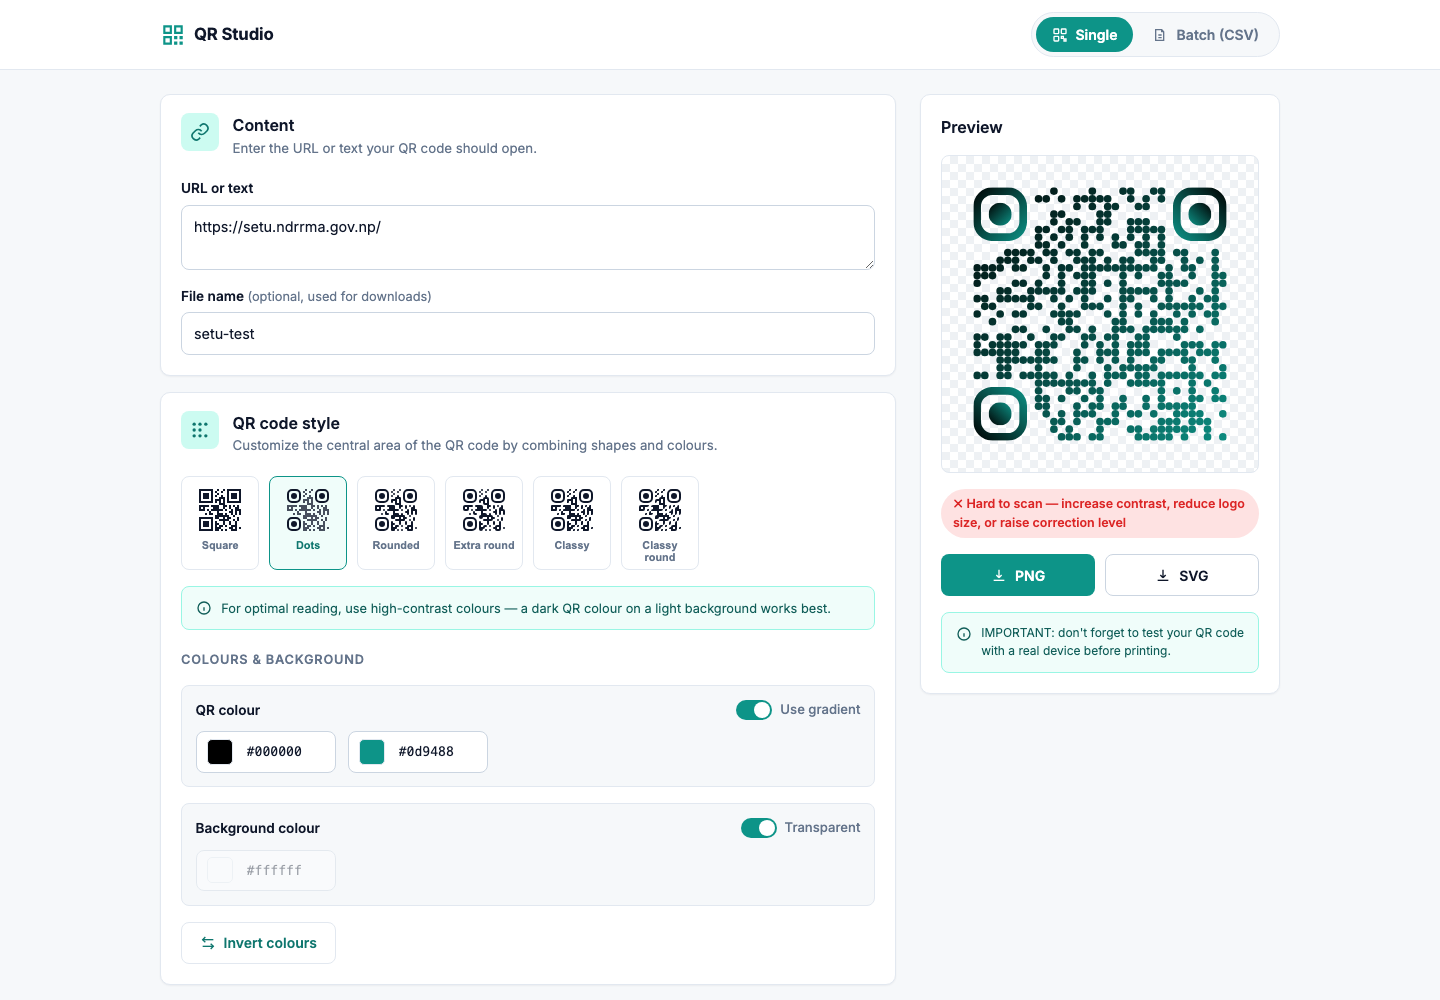 QR Studio
Single
Batch (CSV)
Content
Enter the URL or text your QR code should open.
URL or text
https://setu.ndrrma.gov.np/
File name (optional, used for downloads)
setu-test
QR code style
Customize the central area of the QR code by combining shapes and colours.
Square
Dots
Rounded
Extra round
Classy
Classy
round
For optimal reading, use high-contrast colours — a dark QR colour on a light background works best.
COLOURS & BACKGROUND
QR colour
Use gradient
#000000
#0d9488
Background colour
Transparent
#ffffff
Invert colours
Preview
✕ Hard to scan — increase contrast, reduce logo
size, or raise correction level
PNG
SVG
IMPORTANT: don't forget to test your QR code
with a real device before printing.